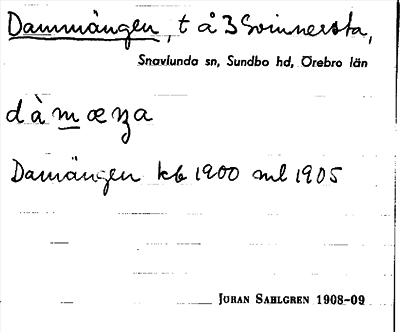 Dammängen, t å 3 Svinnersta,
Snavlunda sn, Sundbo hd, Örebro län
dàmæŋa
Damängen kb 1900 ml 1905
JOHAN SAHLGREN 1908-09